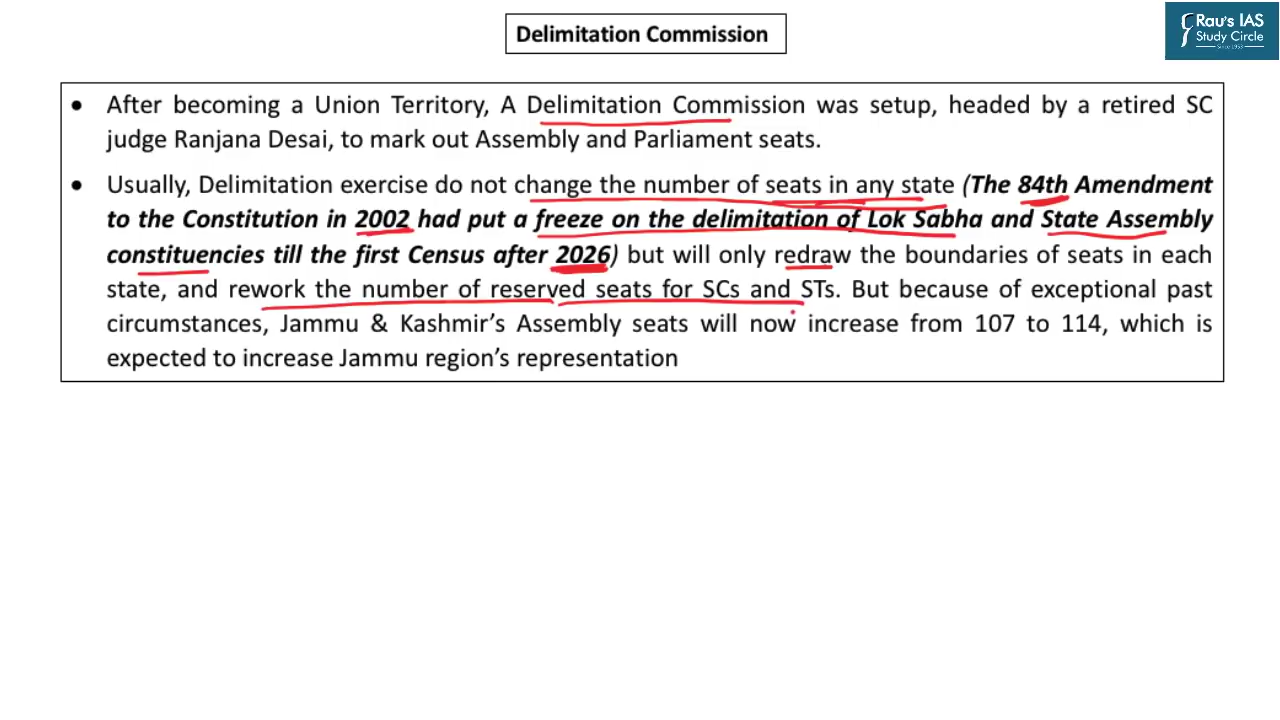 Delimitation Commission
Rau's IAS
Study Circle
Since 1953
• After becoming a Union Territory, A Delimitation Commission was setup, headed by a retired SC
judge Ranjana Desai, to mark out Assembly and Parliament seats.
• Usually, Delimitation exercise do not change the number of seats in any state (The 84th Amendment
to the Constitution in 2002 had put a freeze on the delimitation of Lok Sabha and State Assembly
constituencies till the first Census after 2026) but will only redraw the boundaries of seats in each
state, and rework the number of reserved seats for SCs and STs. But because of exceptional past
circumstances, Jammu & Kashmir's Assembly seats will now increase from 107 to 114, which is
expected to increase Jammu region's representation